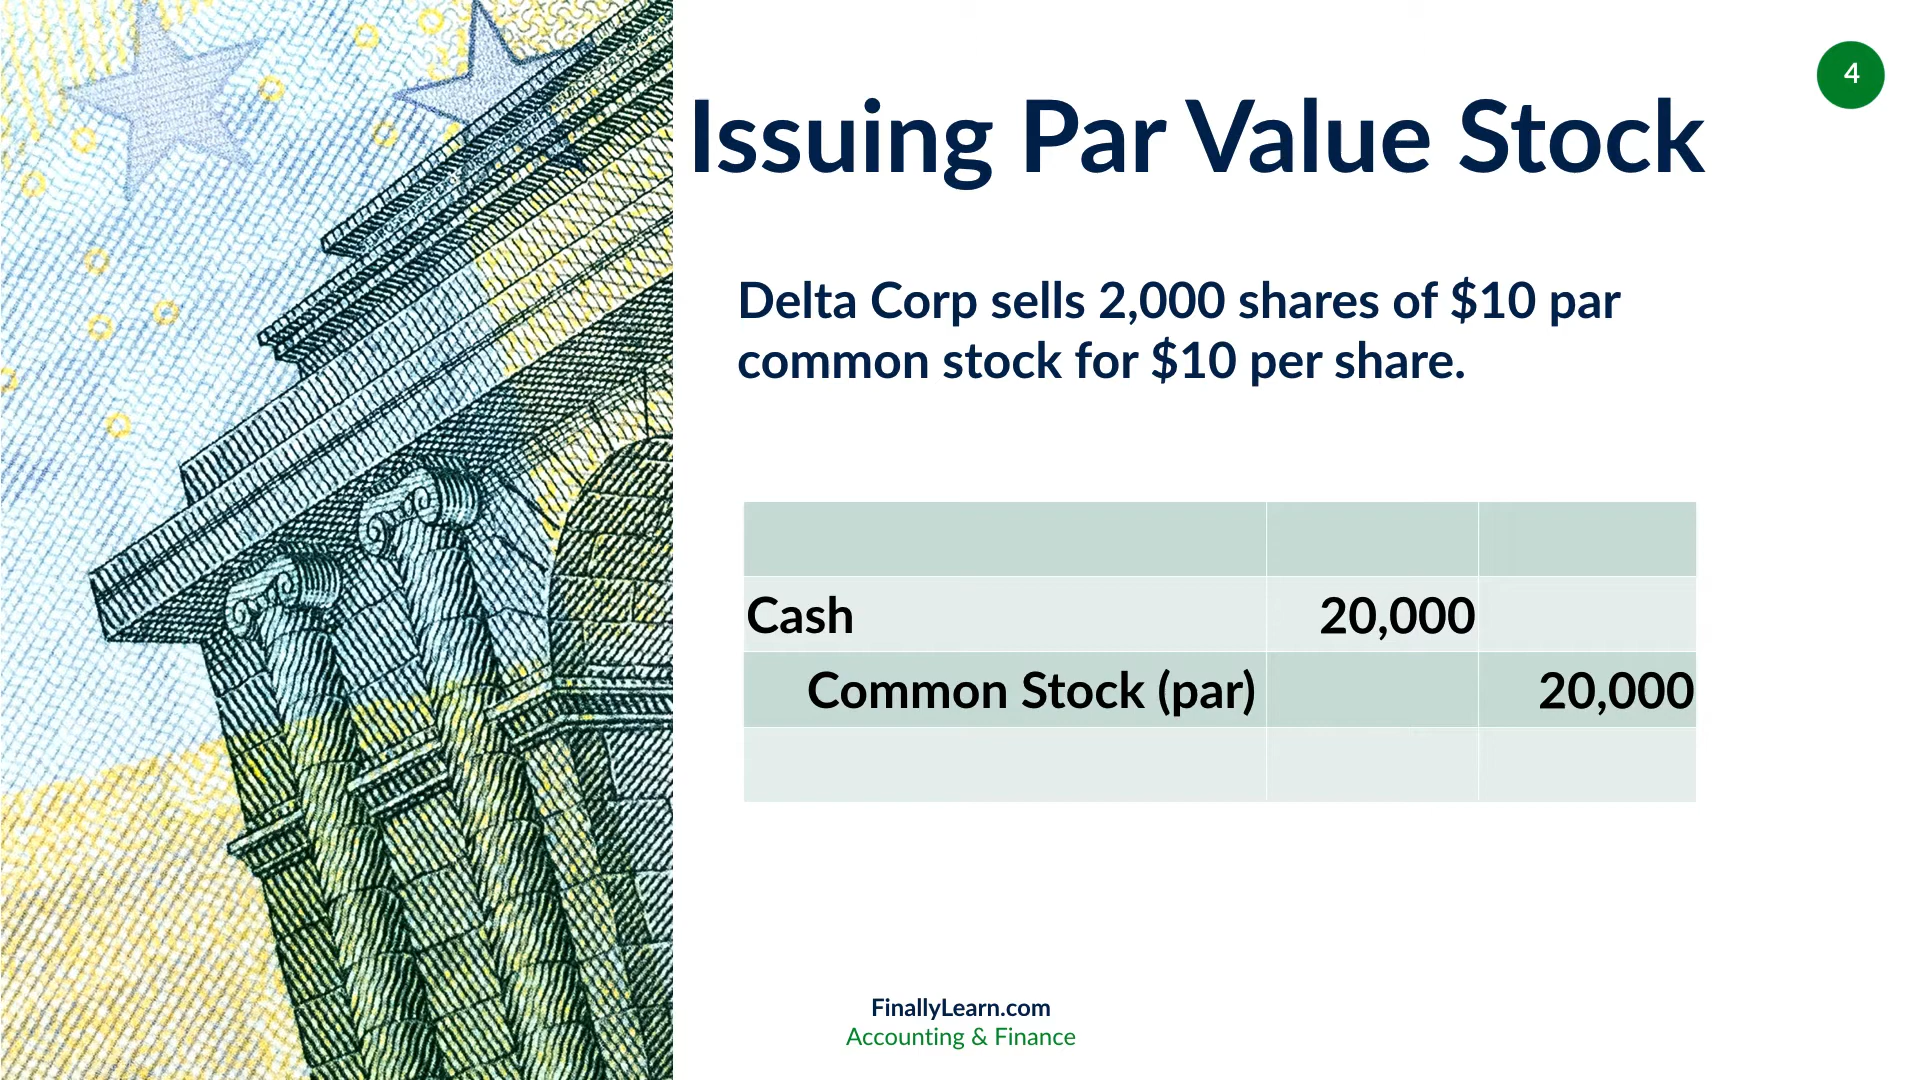 4
Issuing Par Value Stock
Delta Corp sells 2,000 shares of $10 par
common stock for $10 per share.
Cash 20,000
Common Stock (par) 20,000
FinallyLearn.com
Accounting & Finance